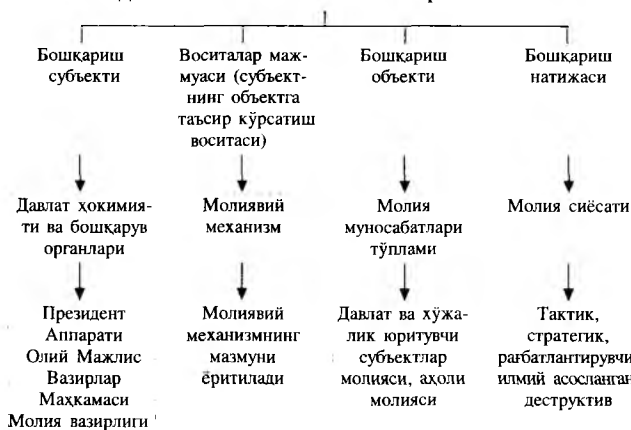 Бошқариш
субъекти
Воситалар маж-
муаси (субъект-
нинг объектга
таъсир кўрсатиш
воситаси)
Бошқариш
объекти
Бошқариш
натижаси
Давлат ҳокимия-
ти ва бошқарув
органлари
Молиявий
механизм
Молия
муносабатлари
тўплами
Молия сиёсати
Президент
Аппарати
Олий Мажлис
Вазирлар
Маҳкамаси
Молия вазирлиги
Молиявий
механизмнинг
мазмуни
ёритилади
Давлат ва хўжа-
лик юритувчи
субъектлар
молияси, аҳоли
молияси
Тактик,
стратегик,
рағбатлантирувчи
илмий асосланган
деструктив